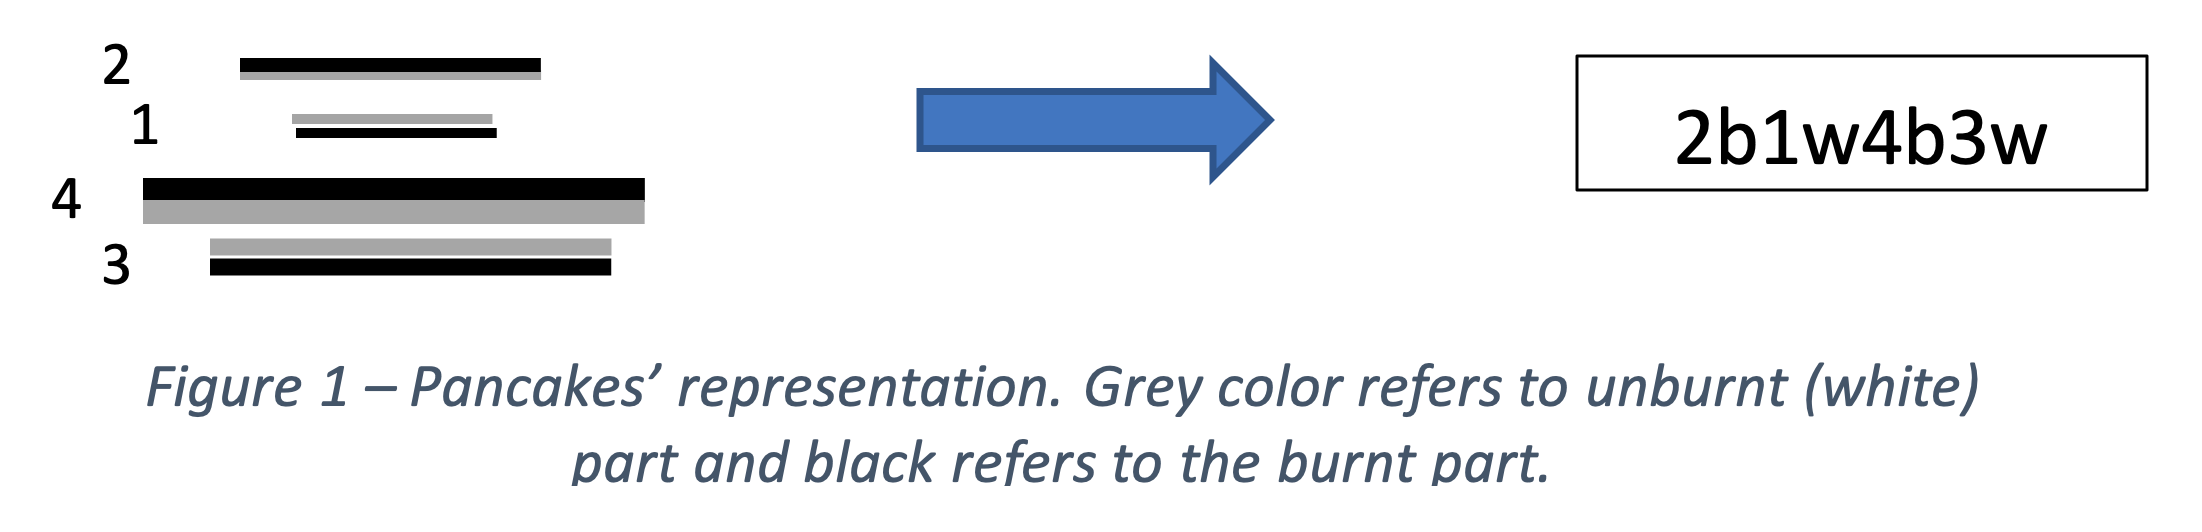 2
1
4
3
2b1w4b3w
Figure 1 – Pancakes’ representation. Grey color refers to unburnt (white)
part and black refers to the burnt part.